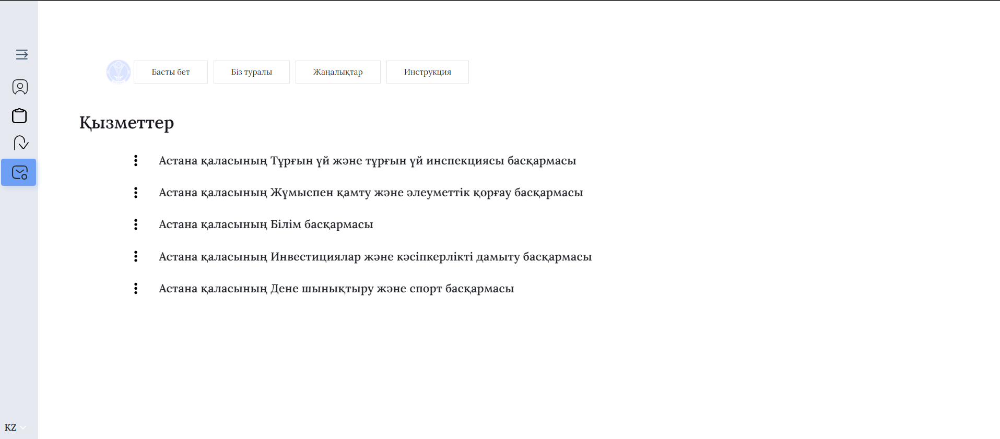 Басты бет
Біз туралы
Жаңалықтар
Инструкция
Қызметтер
Астана қаласының Тұрғын үй және тұрғын үй инспекциясы басқармасы
Астана қаласының Жұмыспен қамту және әлеуметтік қорғау басқармасы
Астана қаласының Білім басқармасы
Астана қаласының Инвестициялар және кәсіпкерлікті дамыту басқармасы
Астана қаласының Дене шынықтыру және спорт басқармасы
KZ